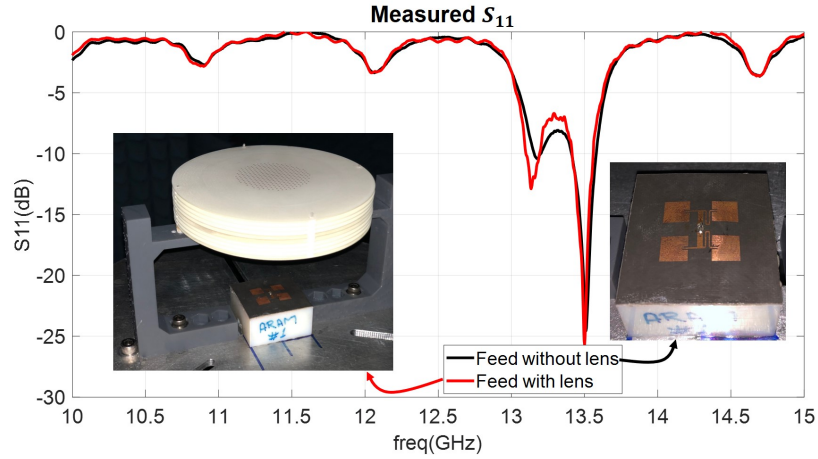 Measured S₁₁
0
-5
-10
-15
-20
-25
-30
S11(dB)
10
10.5
11
11.5
12
12.5
13
13.5
14
14.5
15
freq(GHz)
Feed without lens
Feed with lens
ARAM
#1
ARAM